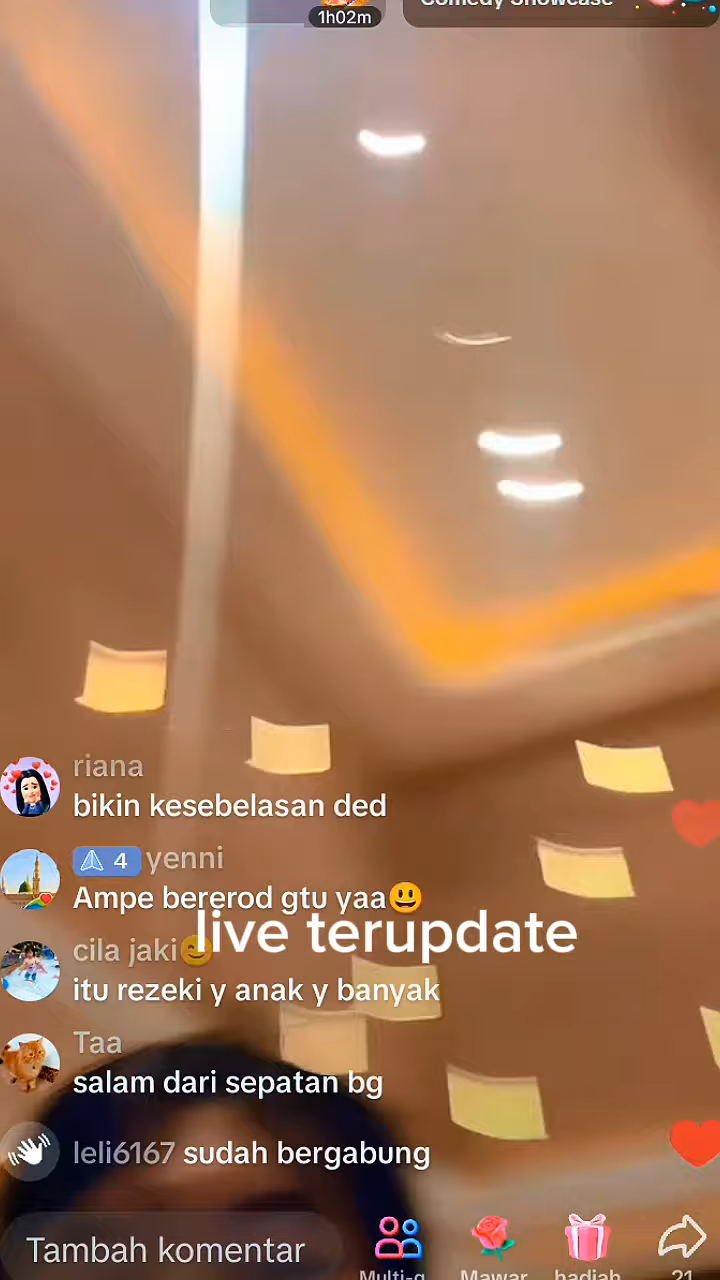 1h02m
Comedy Showcase
riana
bikin kesebelasan ded
4 yenni
Ampe bererod gtu yaa😃
live terupdate
cila jaki😊
itu rezeki y anak y banyak
Taa
salam dari sepatan bg
leli6167 sudah bergabung
Tambah komentar
Multi-g
Mawar
hadiah
21